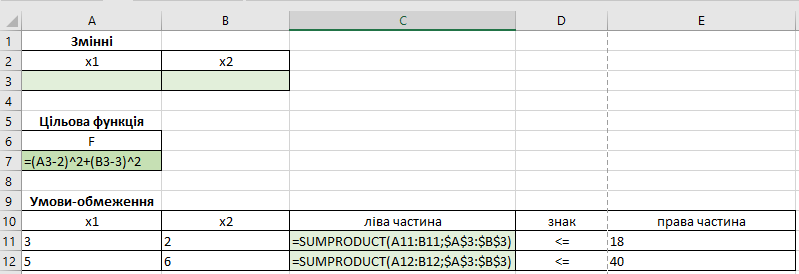 A B C D E
1 Змінні
2 x1 x2
3
4
5 Цільова функція
6 F
7 =(A3-2)^2+(B3-3)^2
8
9 Умови-обмеження
10 x1 x2 ліва частина знак права частина
11 3 2 =SUMPRODUCT(A11:B11;$A$3:$B$3) <= 18
12 5 6 =SUMPRODUCT(A12:B12;$A$3:$B$3) <= 40